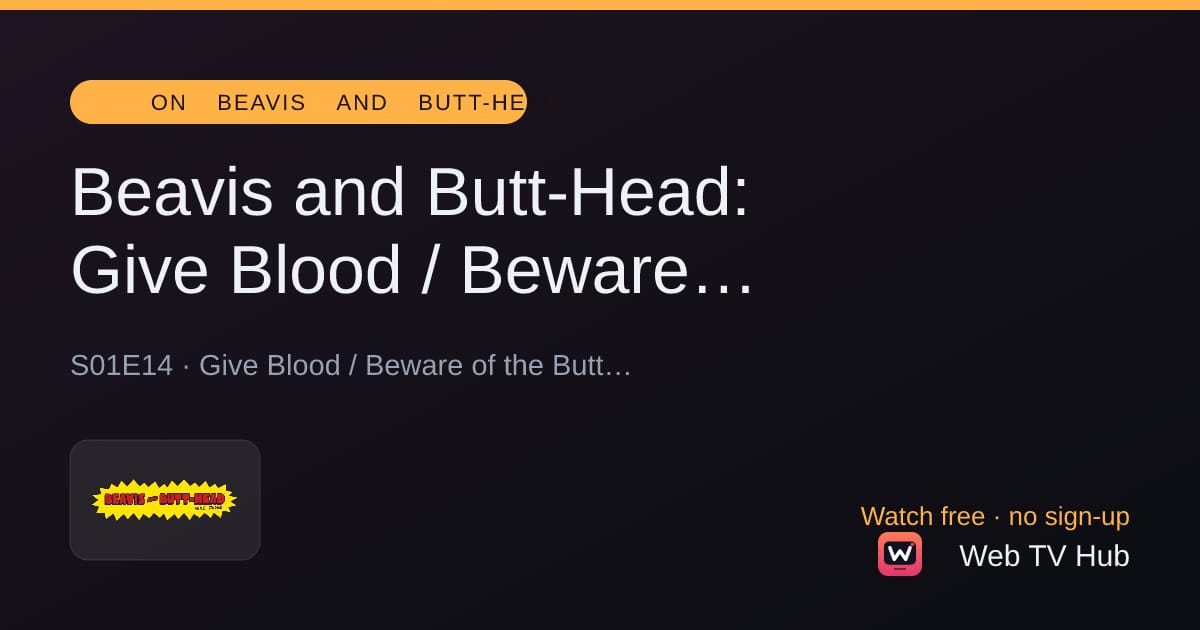 ON BEAVIS AND BUTT-HEAD
Beavis and Butt-Head:
Give Blood / Beware…
S01E14 · Give Blood / Beware of the Butt…
BEAVIS AND BUTT-HEAD
Watch free · no sign-up
W
Web TV Hub